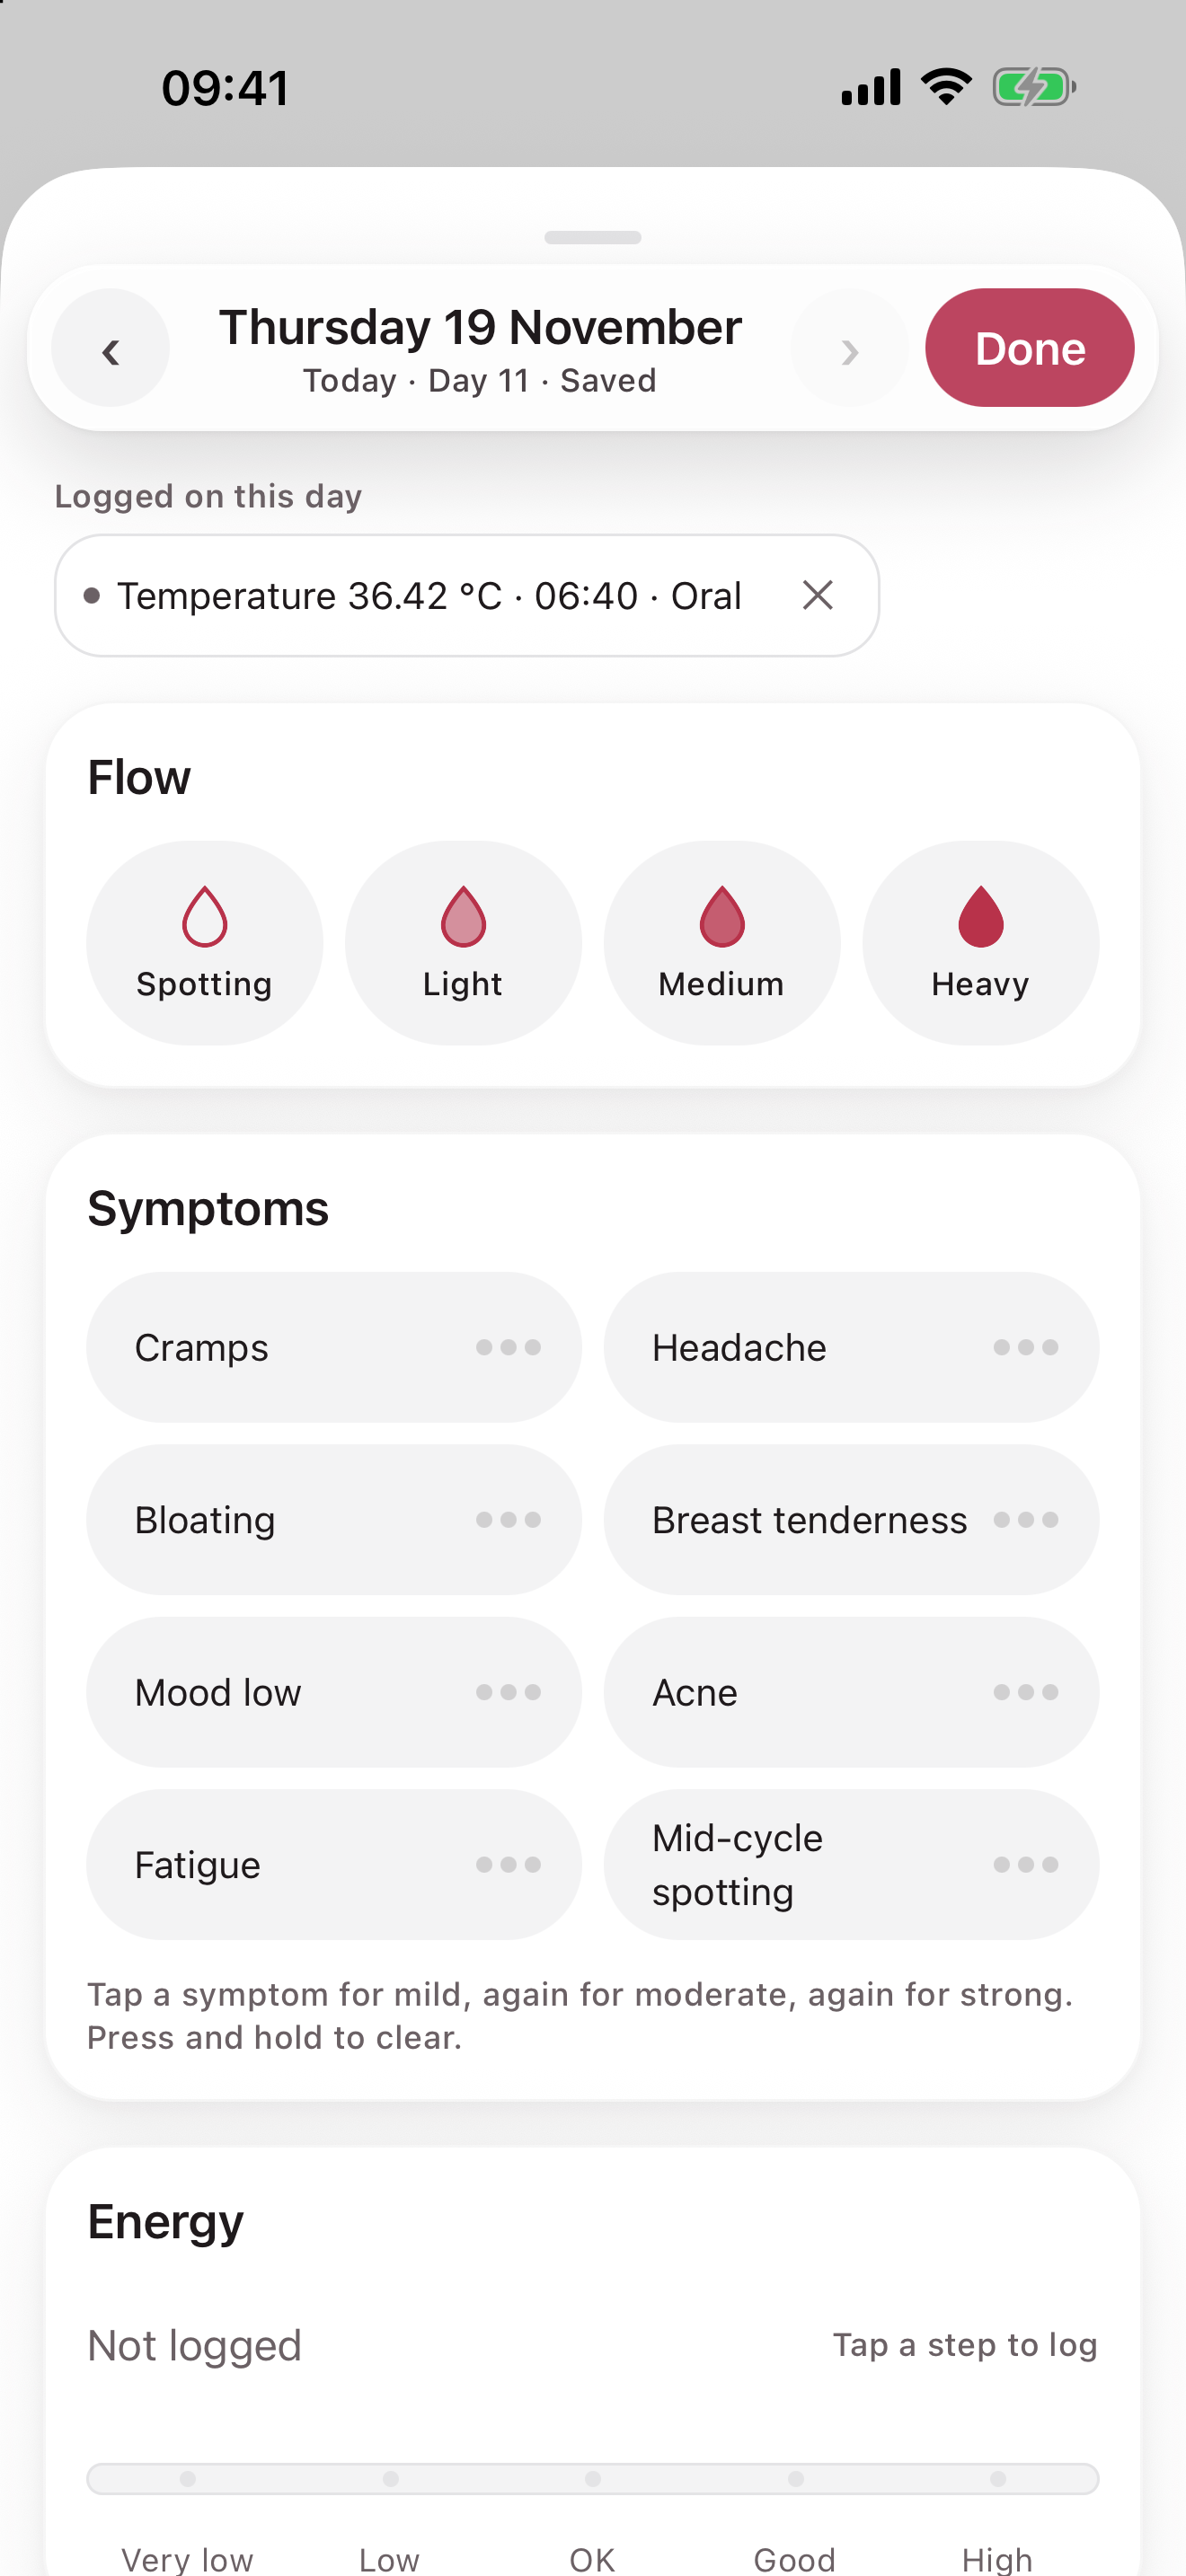 09:41
Thursday 19 November
Today · Day 11 · Saved
Done
Logged on this day
Temperature 36.42 °C · 06:40 · Oral
Flow
Spotting
Light
Medium
Heavy
Symptoms
Cramps
Headache
Bloating
Breast tenderness
Mood low
Acne
Fatigue
Mid-cycle
spotting
Tap a symptom for mild, again for moderate, again for strong.
Press and hold to clear.
Energy
Not logged
Tap a step to log
Very low
Low
OK
Good
High